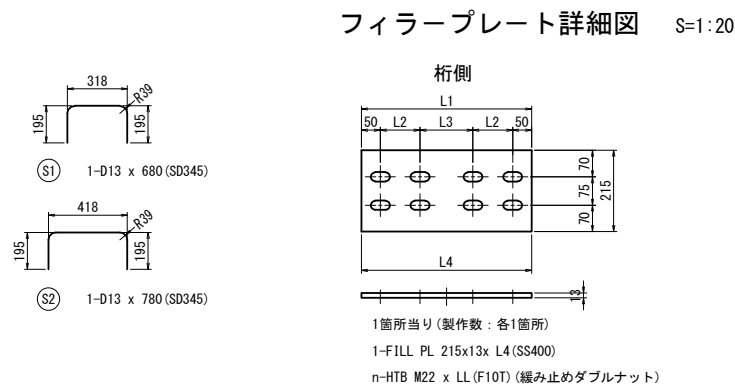 フィラープレート詳細図 S=1:20
318
R39
195
195
S1 1-D13 x 680(SD345)
418
R39
195
195
S2 1-D13 x 780(SD345)
桁側
L1
50 L2 L3 L2 50
70
75
70
215
L4
13
1箇所当り(製作数：各1箇所)
1-FILL PL 215x13x L4(SS400)
n-HTB M22 x LL(F10T)(緩み止めダブルナット)